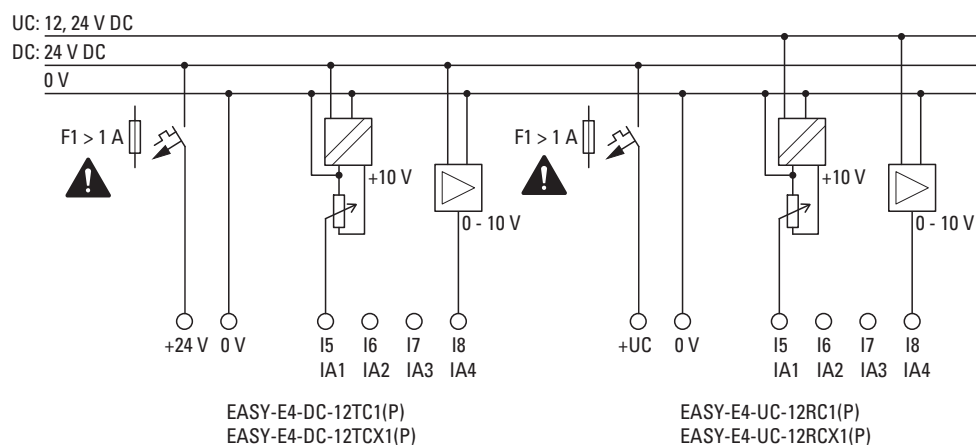 UC: 12, 24 V DC
DC: 24 V DC
0 V
F1 > 1 A
+10 V
0 - 10 V
F1 > 1 A
+10 V
0 - 10 V
+24 V 0 V I5 I6 I7 I8
IA1 IA2 IA3 IA4
+UC 0 V I5 I6 I7 I8
IA1 IA2 IA3 IA4
EASY-E4-DC-12TC1(P)
EASY-E4-DC-12TCX1(P)
EASY-E4-UC-12RC1(P)
EASY-E4-UC-12RCX1(P)